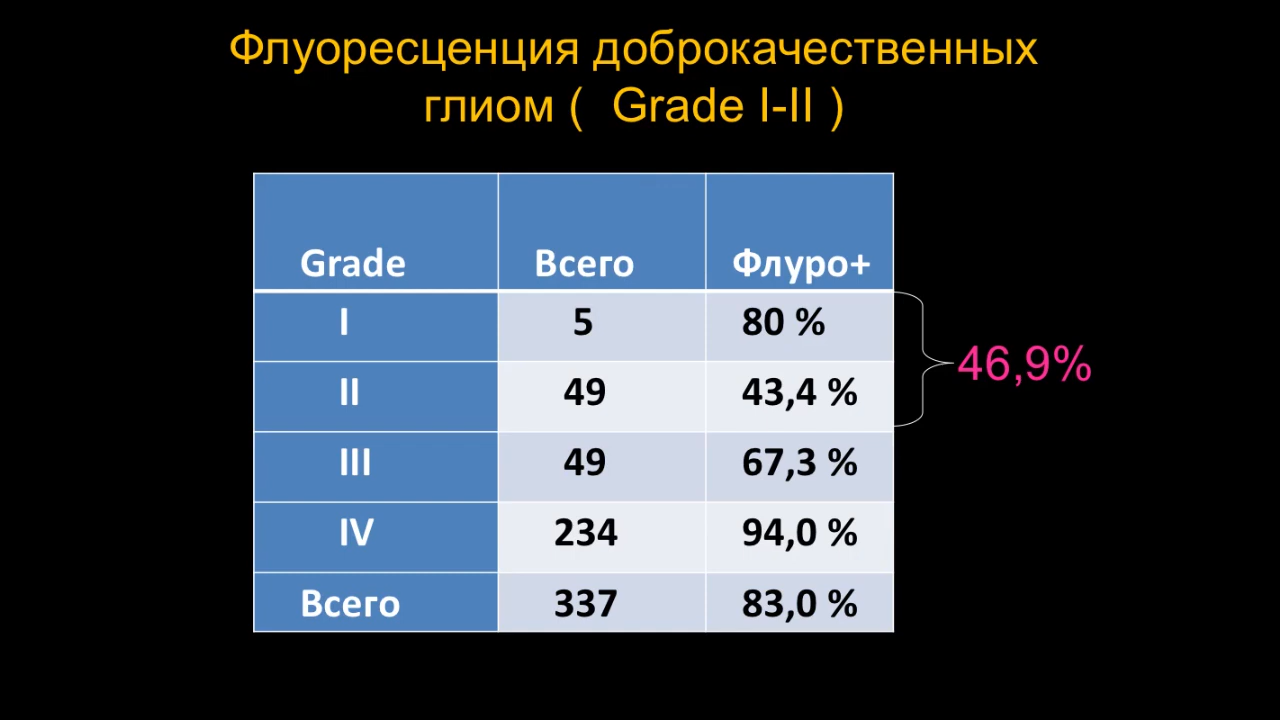 Флуоресценция доброкачественных
глиом (  Grade I-II )
Grade Всего Флуро+
I 5 80 %
II 49 43,4 %
46,9%
III 49 67,3 %
IV 234 94,0 %
Всего 337 83,0 %